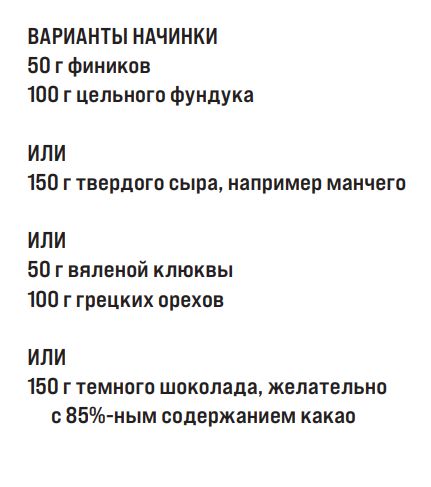 ВАРИАНТЫ НАЧИНКИ
50 г фиников
100 г цельного фундука
ИЛИ
150 г твердого сыра, например манчего
ИЛИ
50 г вяленой клюквы
100 г грецких орехов
ИЛИ
150 г темного шоколада, желательно
с 85%-ным содержанием какао